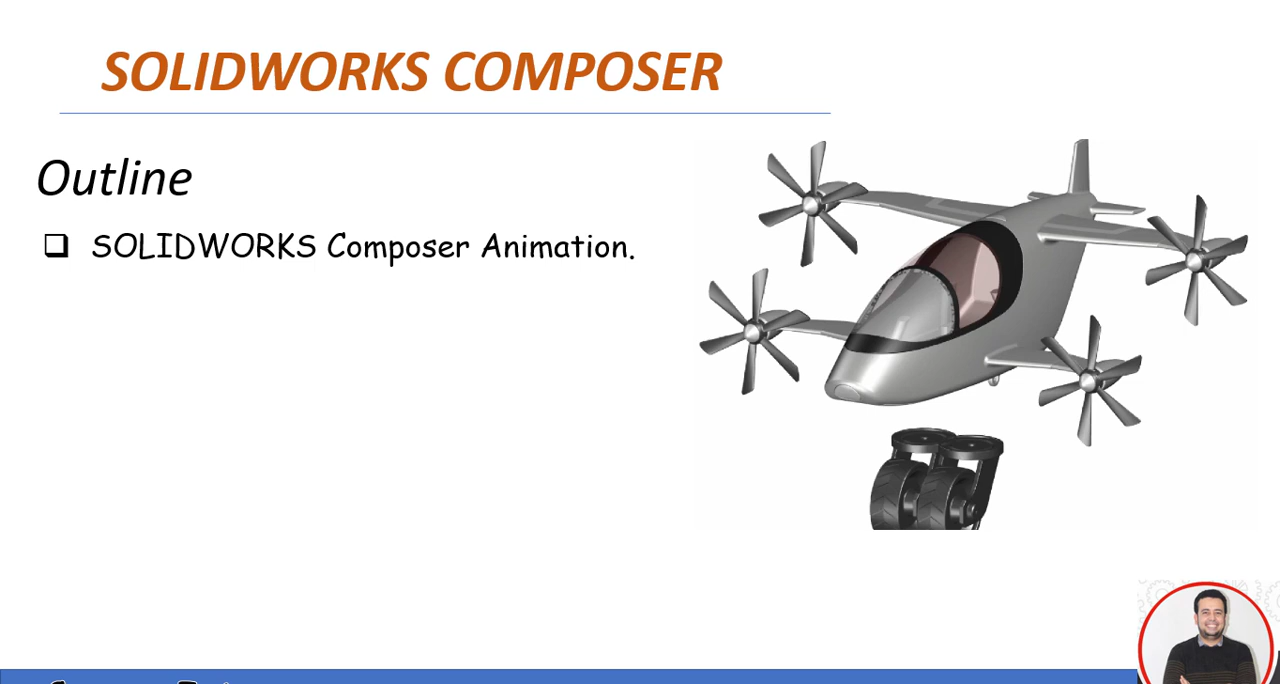 SOLIDWORKS COMPOSER
Outline
❑ SOLIDWORKS Composer Animation.